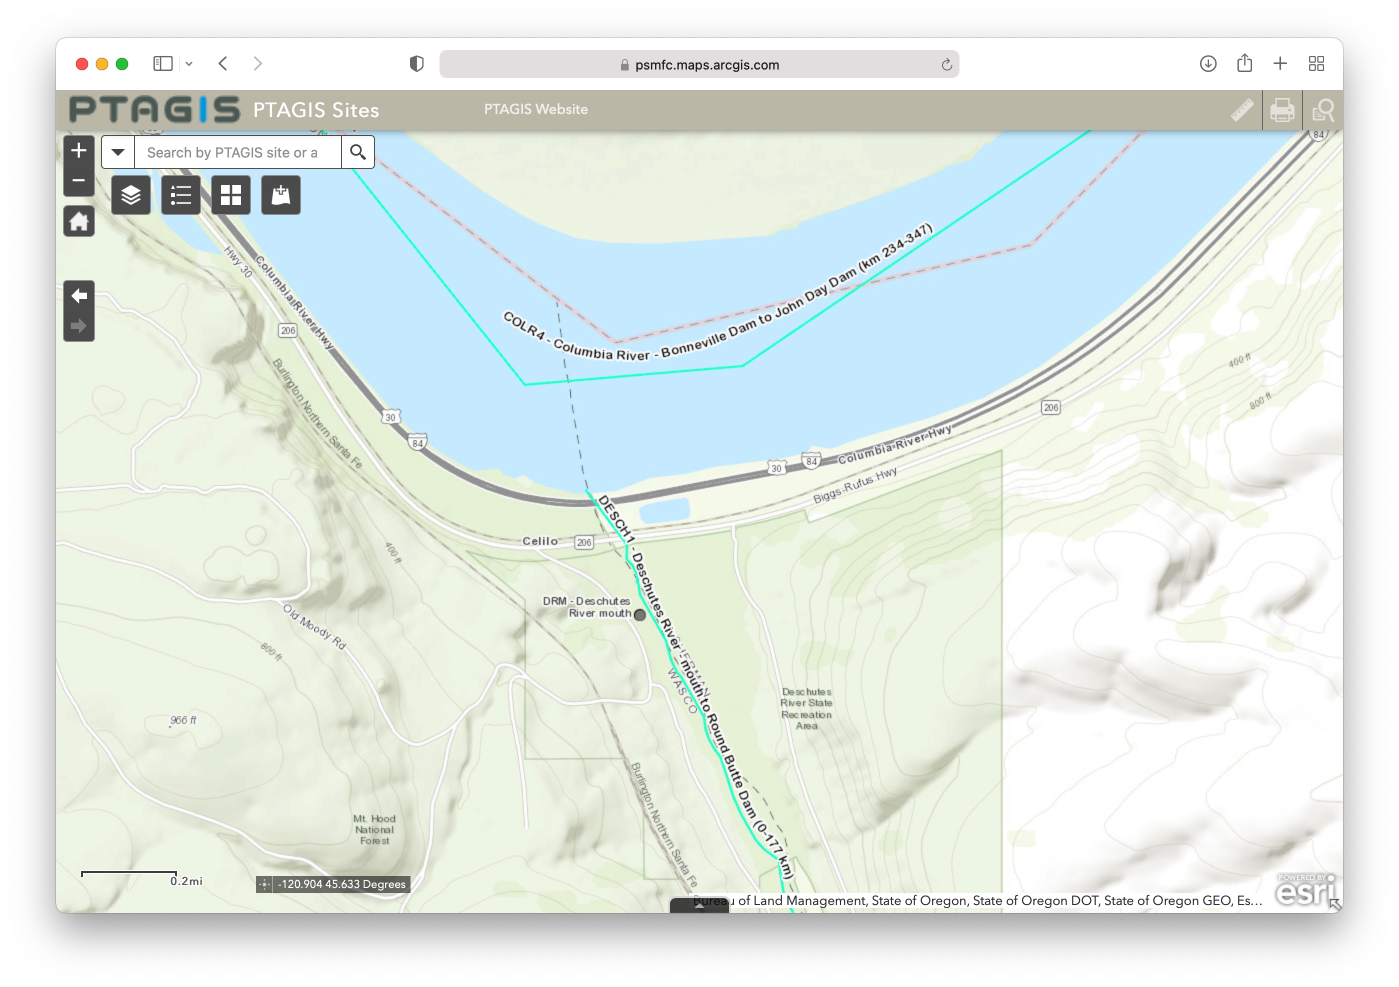 psmfc.maps.arcgis.com
PTAGIS PTAGIS Sites
PTAGIS Website
+
Search by PTAGIS site or a
−
84
Hwy 30
Columbia River Hwy
206
COLR4 - Columbia River - Bonneville Dam to John Day Dam (km 234-347)
Burlington Northern Santa Fe
30
84
400 ft
800 ft
206
Columbia River Hwy
30
84
Biggs-Rufus Hwy
DESCH1 - Deschutes River - mouth to Round Butte Dam (0-177 km)
Celilo
206
400 ft
DRM - Deschutes
River mouth
Old Moody Rd
800 ft
WASCO
Deschutes
River State
Recreation
Area
966 ft
Burlington Northern Santa Fe
Mt. Hood
National
Forest
0.2mi
-120.904 45.633 Degrees
of Land Management, State of Oregon, State of Oregon DOT, State of Oregon GEO, Es...
POWERED BY
esri